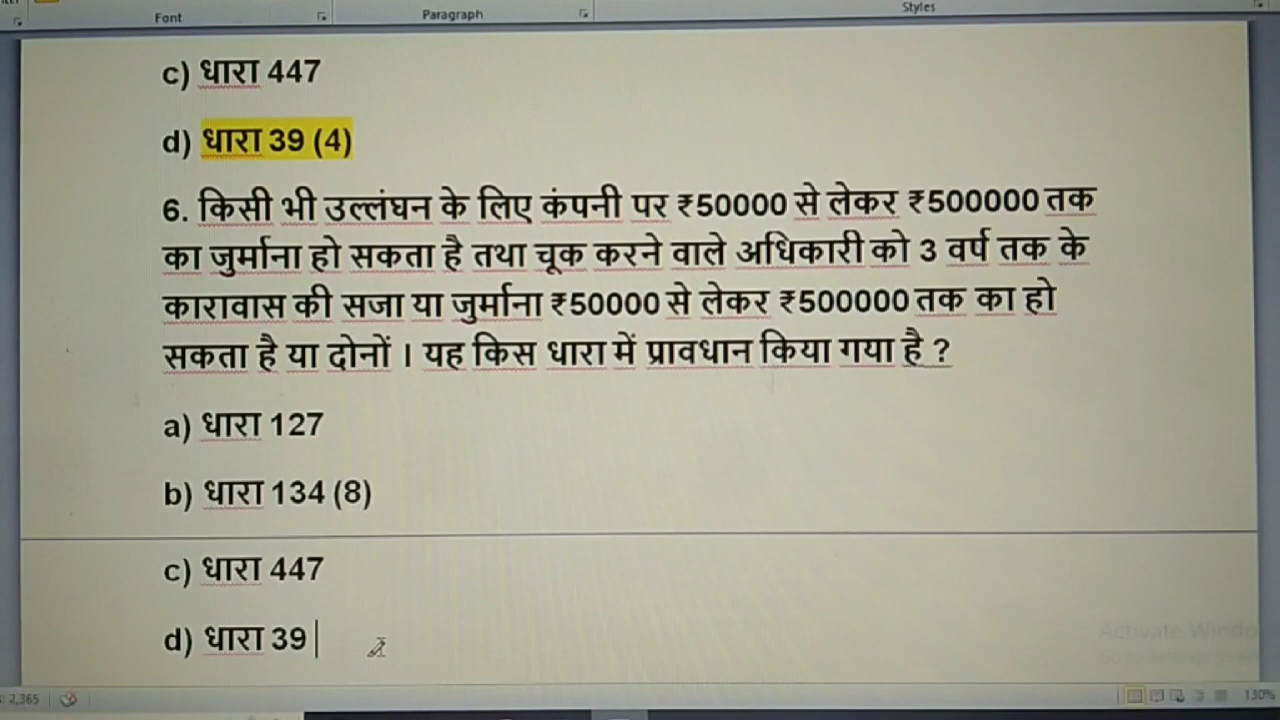 Font
Paragraph
Styles
c) धारा 447
d) धारा 39 (4)
6. किसी भी उल्लंघन के लिए कंपनी पर ₹50000 से लेकर ₹500000 तक
का जुर्माना हो सकता है तथा चूक करने वाले अधिकारी को 3 वर्ष तक के
कारावास की सजा या जुर्माना ₹50000 से लेकर ₹500000 तक का हो
सकता है या दोनों । यह किस धारा में प्रावधान किया गया है ?
a) धारा 127
b) धारा 134 (8)
c) धारा 447
d) धारा 39
Activate Windo
: 2,365
130%